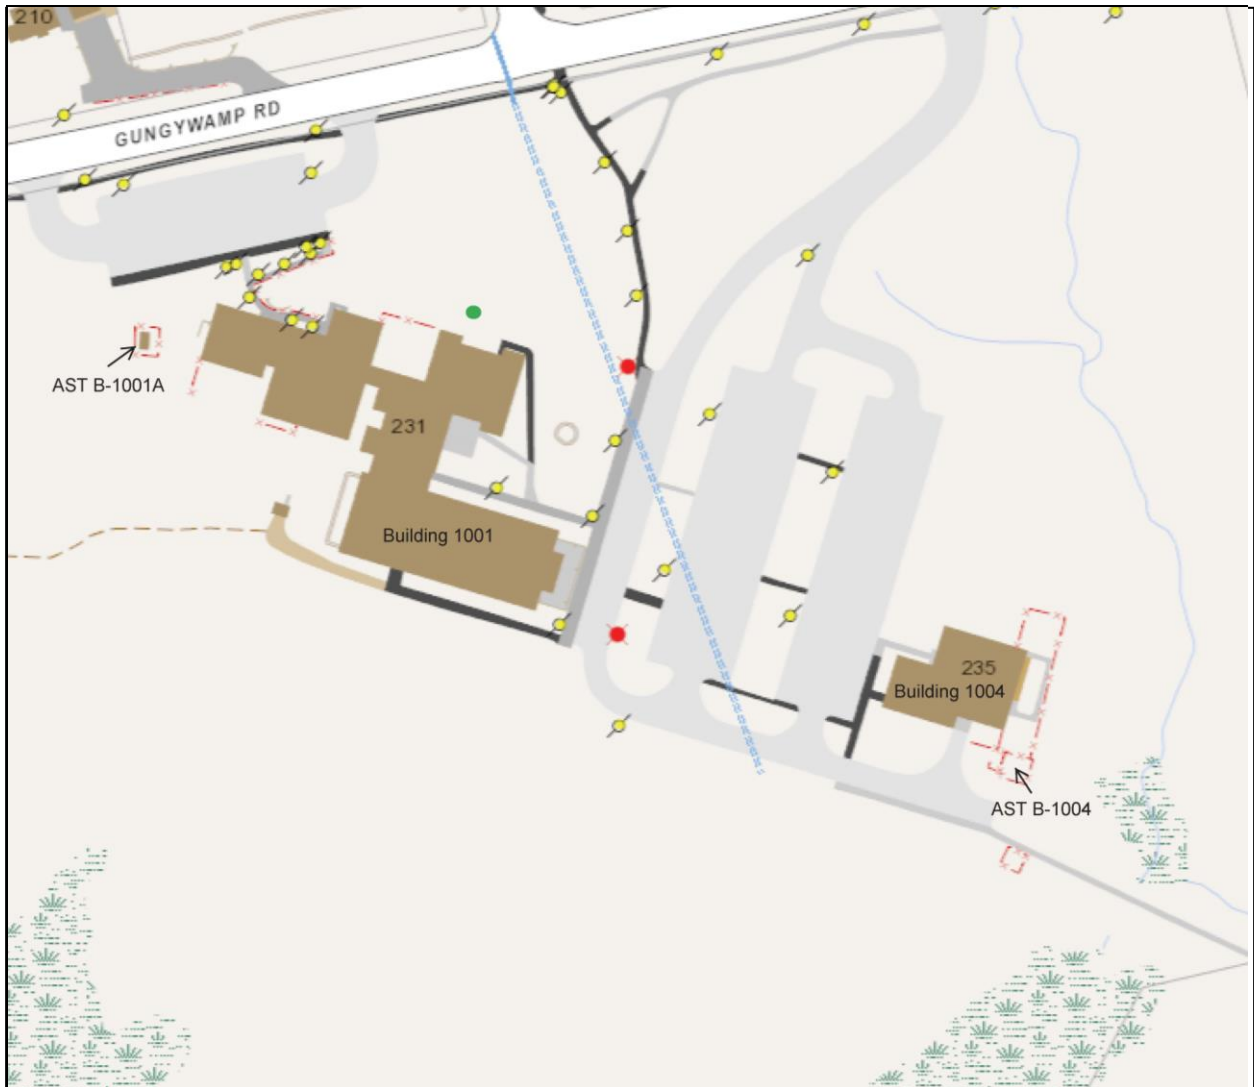 210
GUNGYWAMP RD
AST B-1001A
231
Building 1001
235
Building 1004
AST B-1004